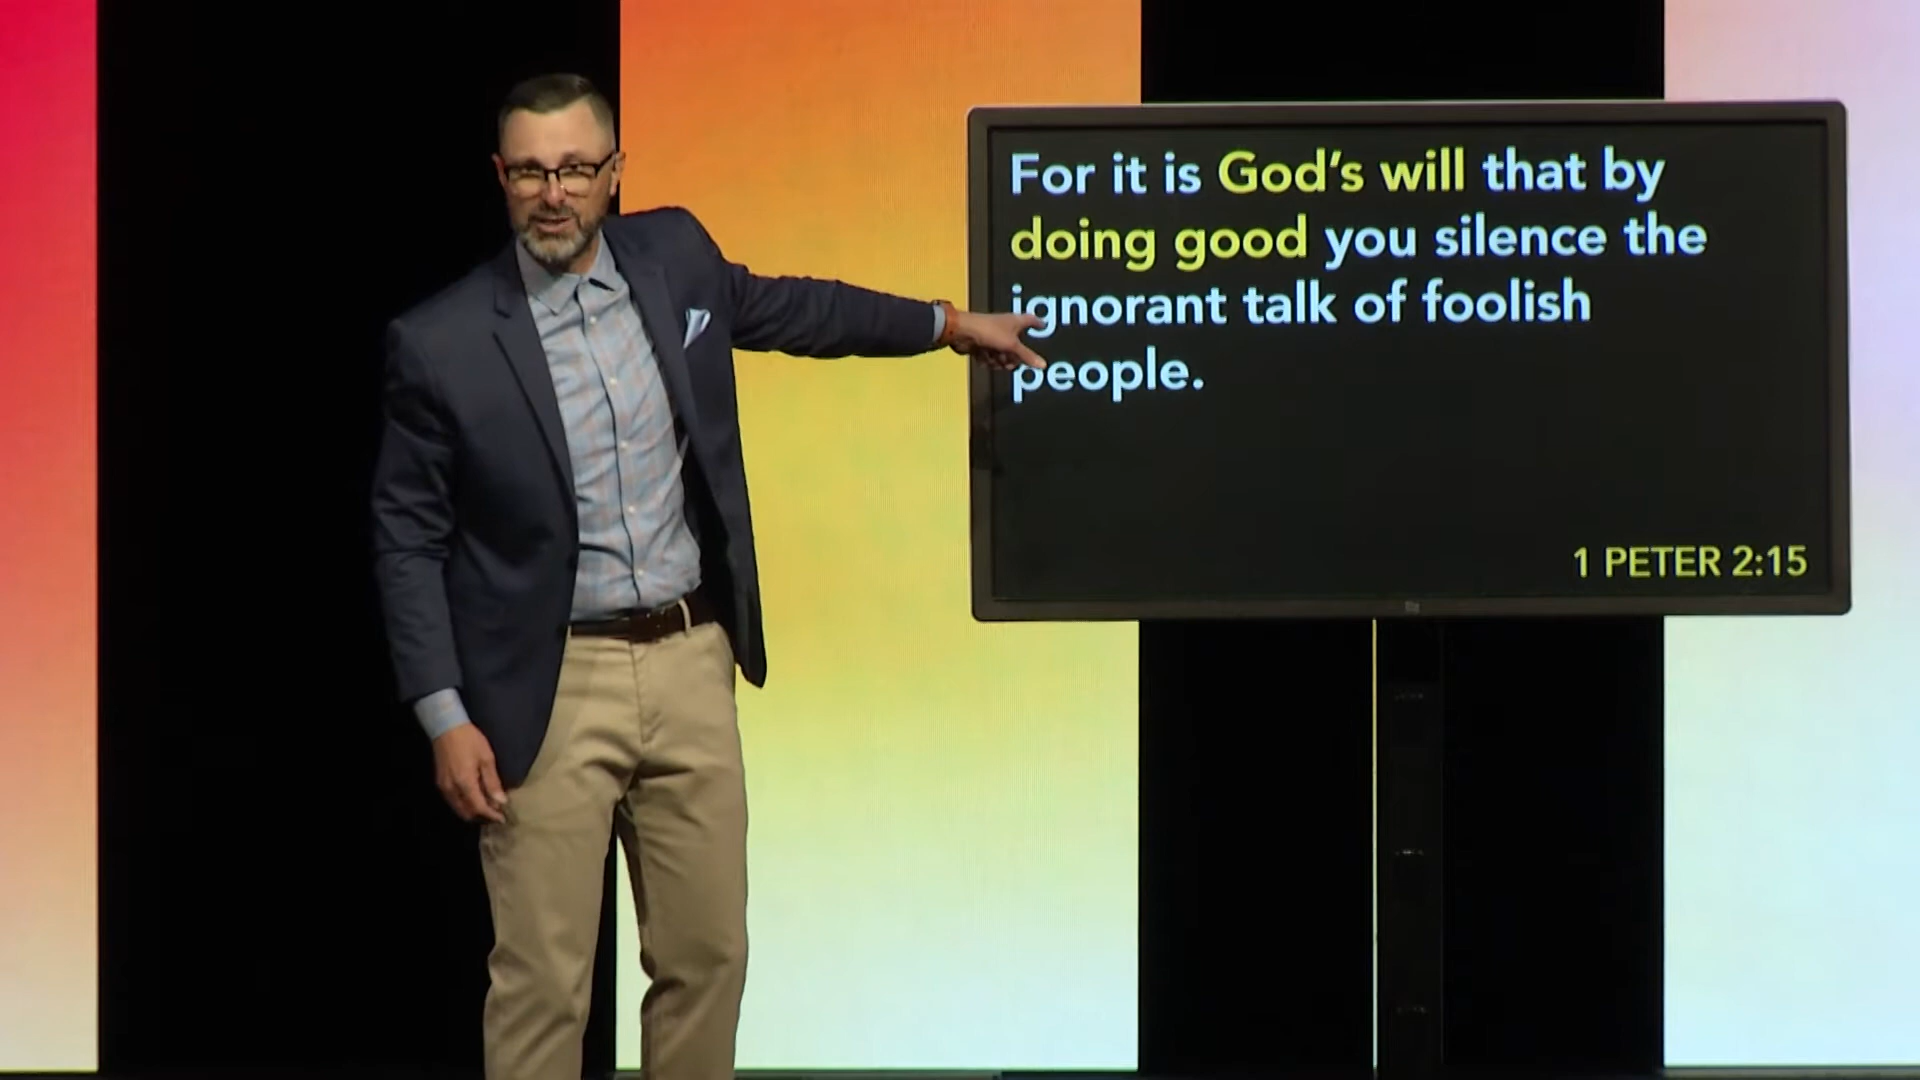 For it is God's will that by
doing good you silence the
ignorant talk of foolish
people.
1 PETER 2:15